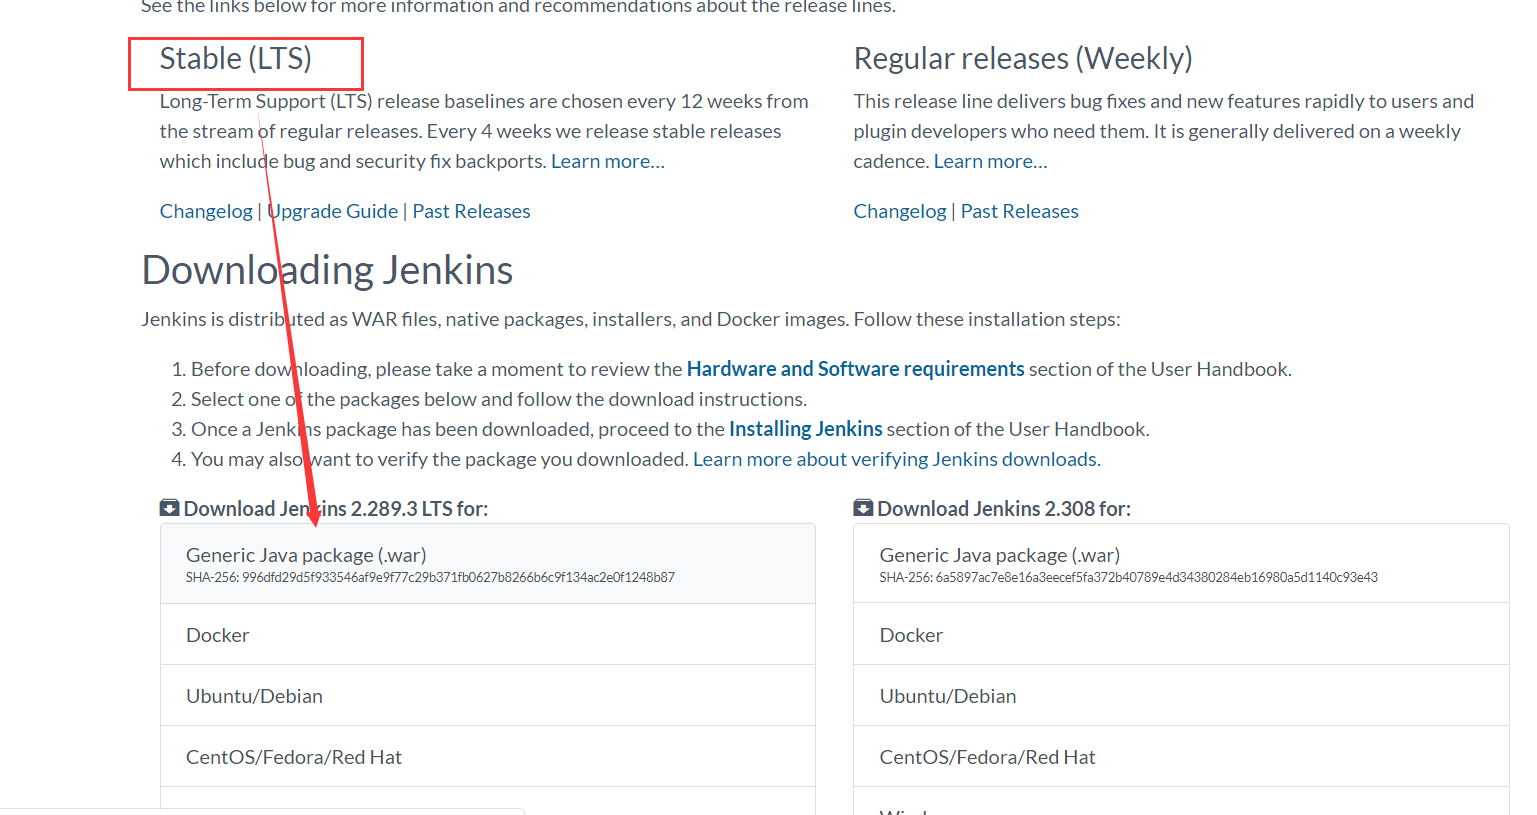 See the links below for more information and recommendations about the release lines.
Stable (LTS)
Long-Term Support (LTS) release baselines are chosen every 12 weeks from
the stream of regular releases. Every 4 weeks we release stable releases
which include bug and security fix backports. Learn more...
Changelog | Upgrade Guide | Past Releases
Regular releases (Weekly)
This release line delivers bug fixes and new features rapidly to users and
plugin developers who need them. It is generally delivered on a weekly
cadence. Learn more...
Changelog | Past Releases
Downloading Jenkins
Jenkins is distributed as WAR files, native packages, installers, and Docker images. Follow these installation steps:
1. Before downloading, please take a moment to review the Hardware and Software requirements section of the User Handbook.
2. Select one of the packages below and follow the download instructions.
3. Once a Jenkins package has been downloaded, proceed to the Installing Jenkins section of the User Handbook.
4. You may also want to verify the package you downloaded. Learn more about verifying Jenkins downloads.
Download Jenkins 2.289.3 LTS for:
Generic Java package (.war)
SHA-256: 996dfd29d5f933546af9e9f77c29b371fb0627b8266b6c9f134ac2e0f1248b87
Docker
Ubuntu/Debian
CentOS/Fedora/Red Hat
Download Jenkins 2.308 for:
Generic Java package (.war)
SHA-256: 6a5897ac7e8e16a3eecef5fa372b40789e4d34380284eb16980a5d1140c93e43
Docker
Ubuntu/Debian
CentOS/Fedora/Red Hat